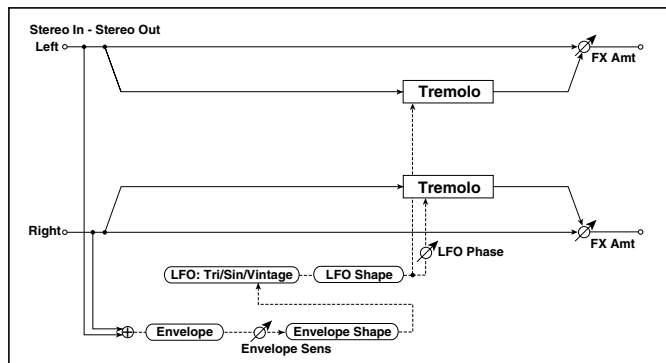 Stereo In - Stereo Out
Left
FX Amt
Tremolo
Tremolo
Right
FX Amt
LFO Phase
LFO: Tri/Sin/Vintage
LFO Shape
Envelope
Envelope Shape
Envelope Sens